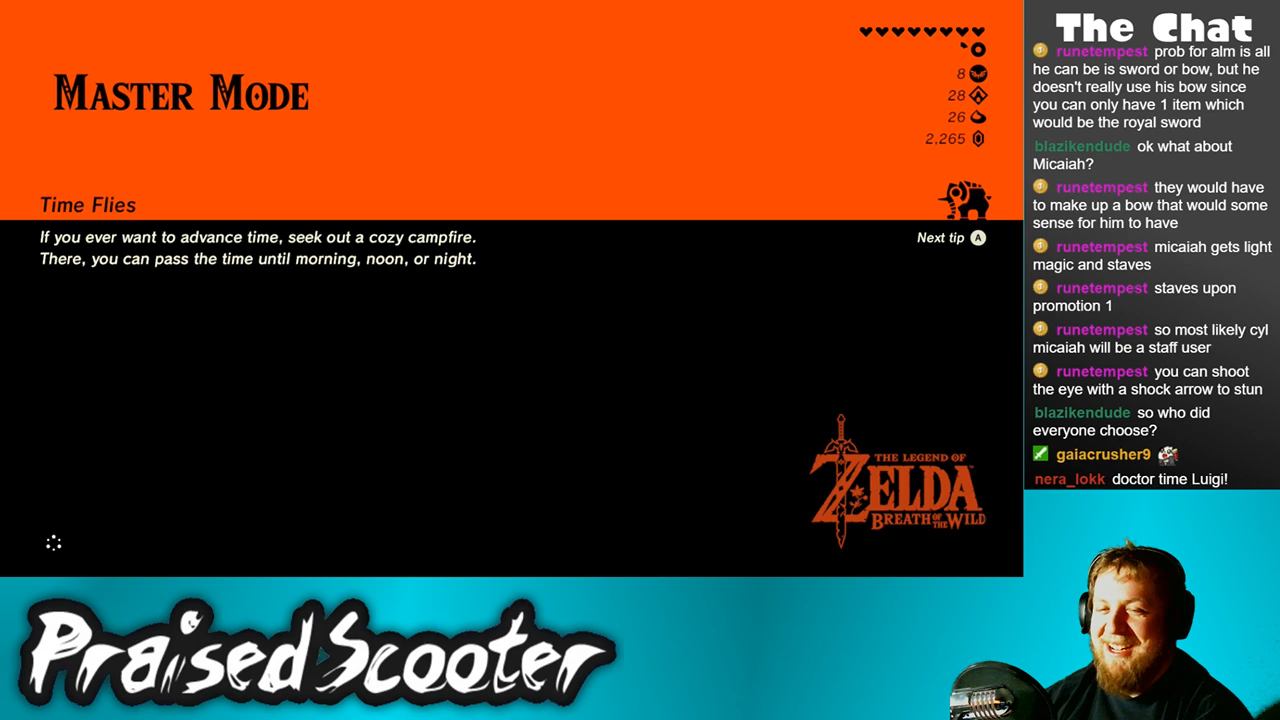 MASTER MODE
8
28
26
2,265
Time Flies
If you ever want to advance time, seek out a cozy campfire.
There, you can pass the time until morning, noon, or night.
Next tip A
THE LEGEND OF
ZELDA
BREATH OF THE WILD
PraisedScooter
The Chat
runetempest prob for alm is all
he can be is sword or bow, but he
doesn't really use his bow since
you can only have 1 item which
would be the royal sword
blazikendude ok what about
Micaiah?
runetempest they would have
to make up a bow that would some
sense for him to have
runetempest micaiah gets light
magic and staves
runetempest staves upon
promotion 1
runetempest so most likely cyl
micaiah will be a staff user
runetempest you can shoot
the eye with a shock arrow to stun
blazikendude so who did
everyone choose?
gaiacrusher9
nera_lokk doctor time Luigi!